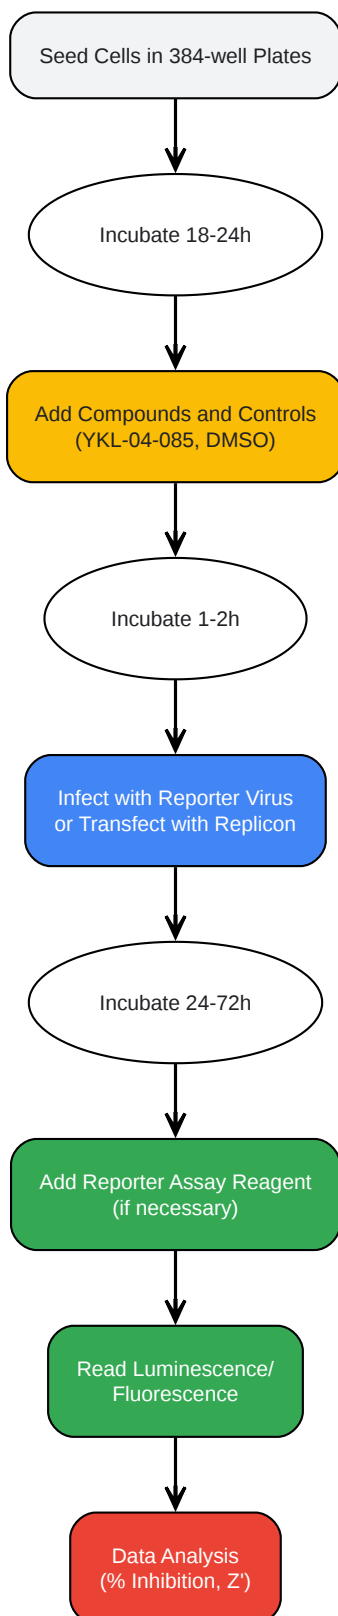 Seed Cells in 384-well Plates
Incubate 18-24h
Add Compounds and Controls
(YKL-04-085, DMSO)
Incubate 1-2h
Infect with Reporter Virus
or Transfect with Replicon
Incubate 24-72h
Add Reporter Assay Reagent
(if necessary)
Read Luminescence/
Fluorescence
Data Analysis
(% Inhibition, Z')